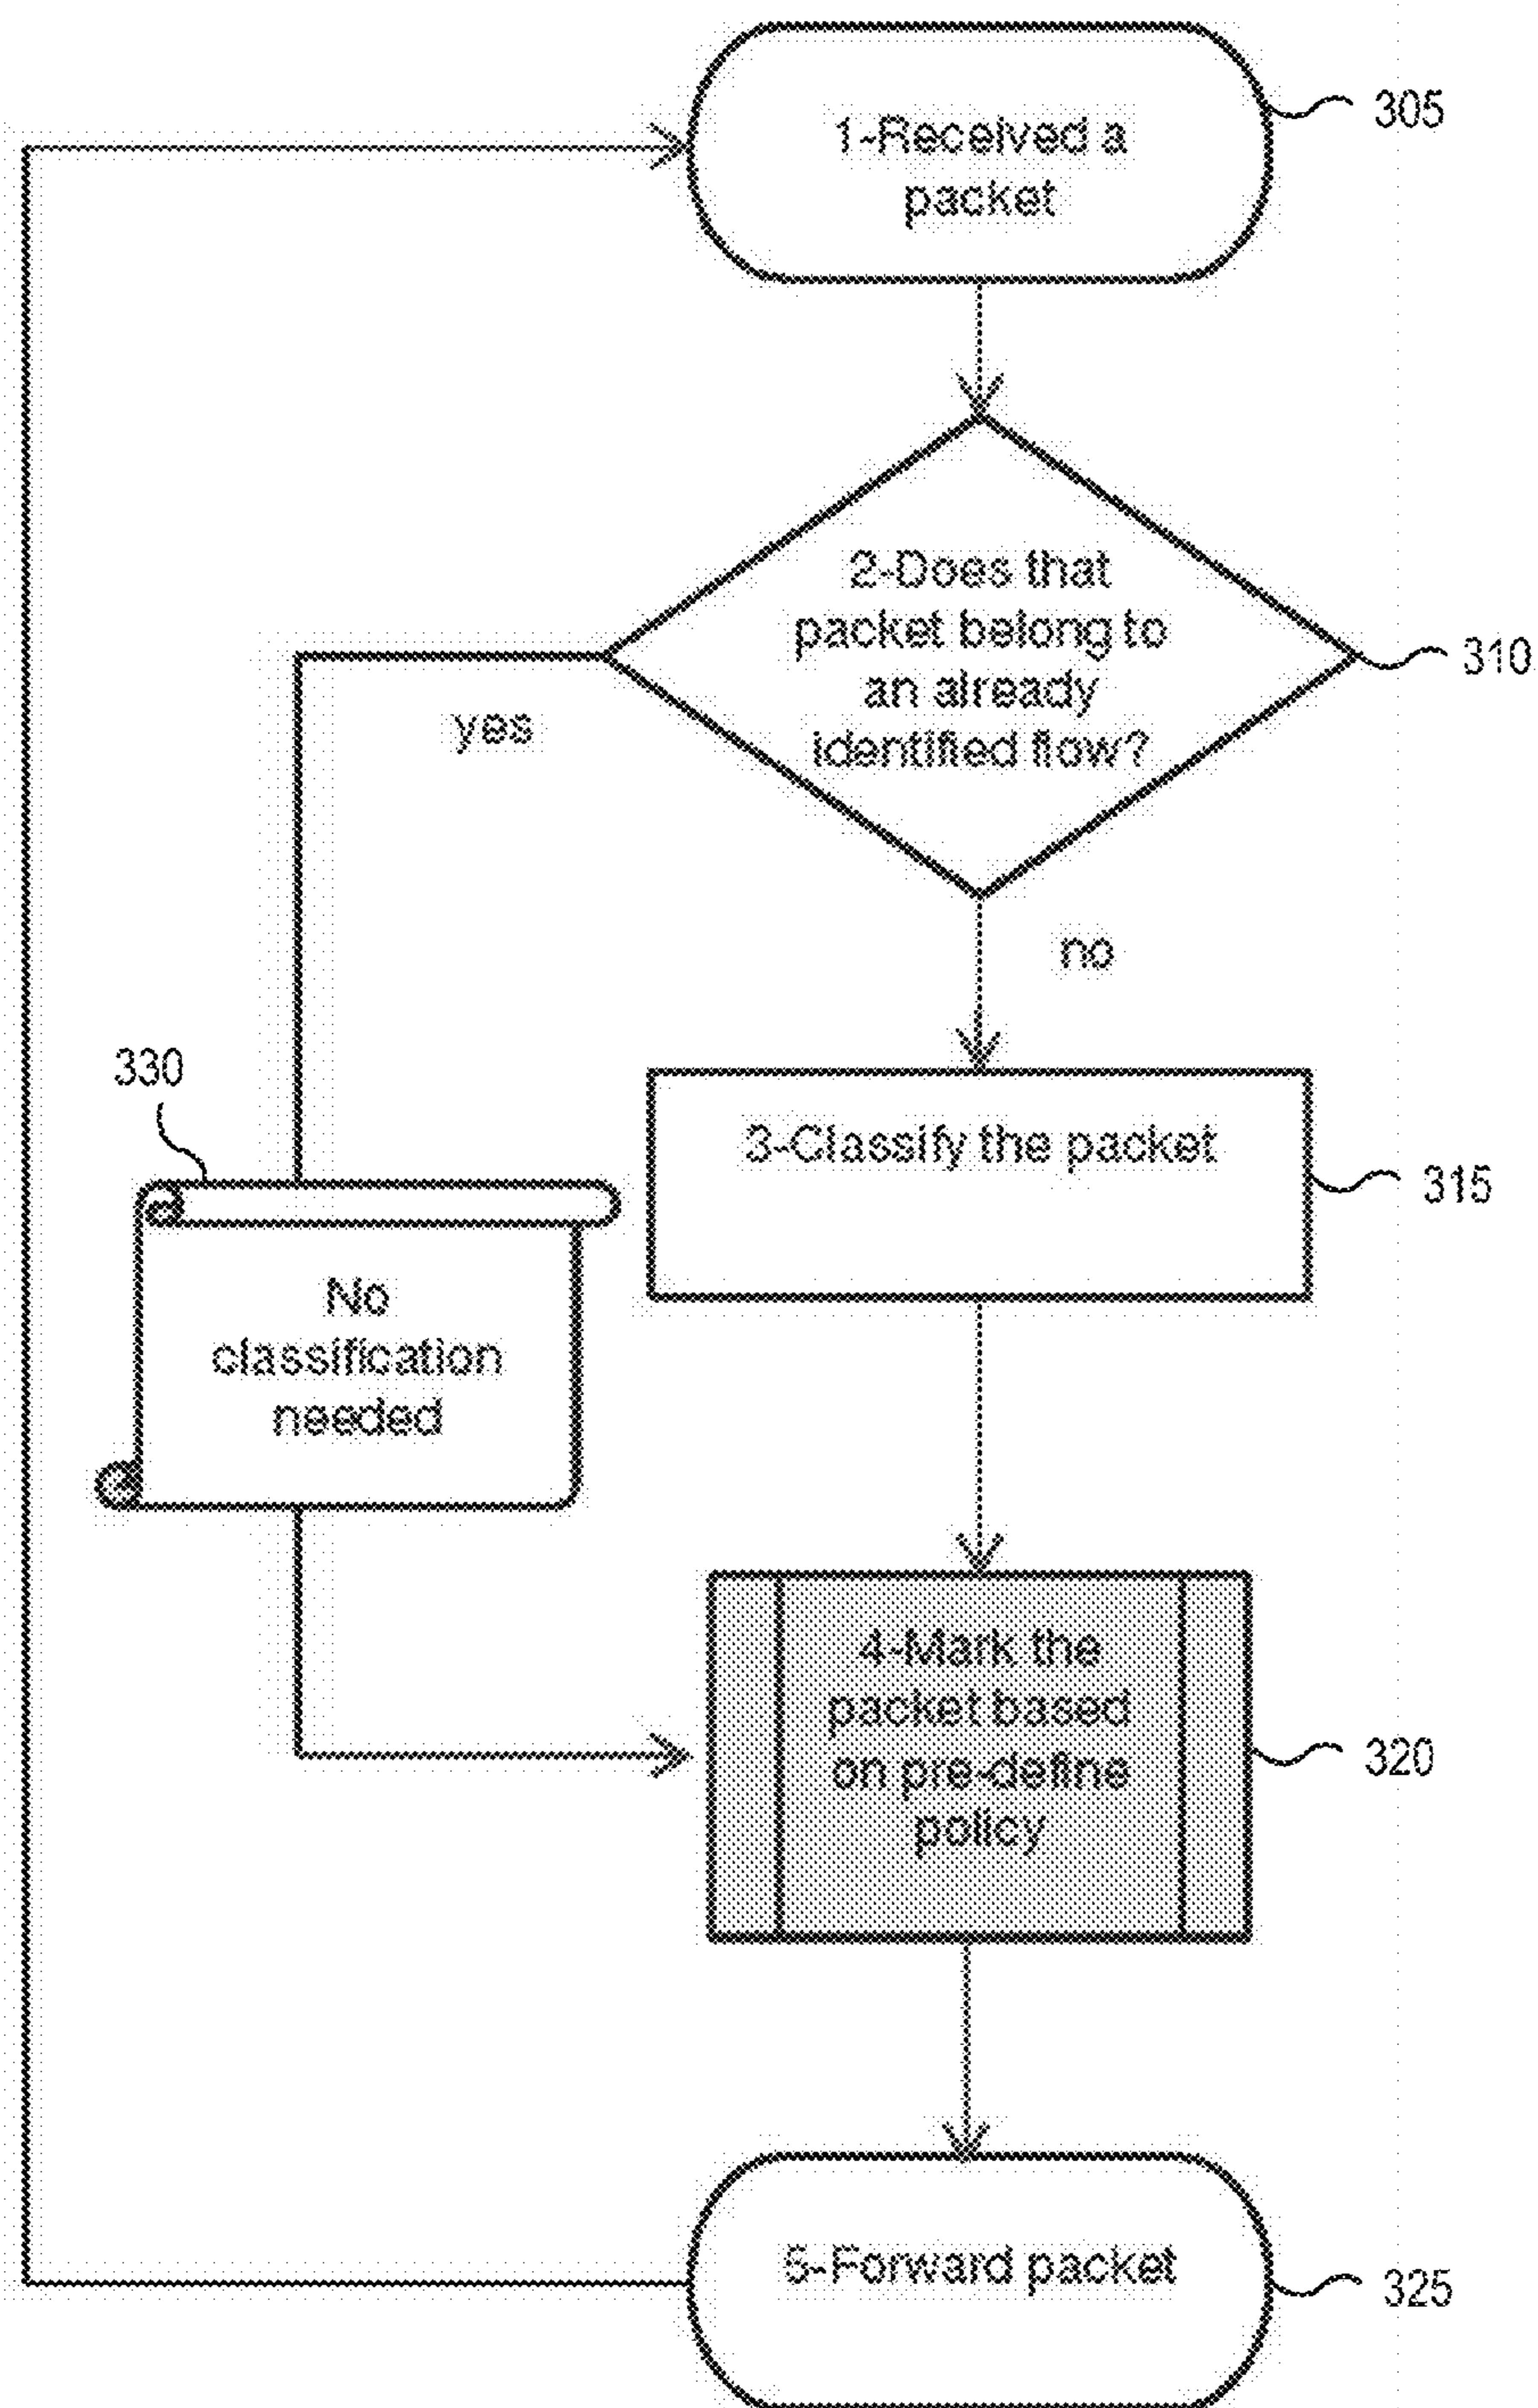 1-Received a
packet
305
2-Does that
packet belong to
an already
identified flow?
310
yes
no
330
3-Classify the packet
315
No
classification
needed
4-Mark the
packet based
on pre-define
policy
320
5-Forward packet
325